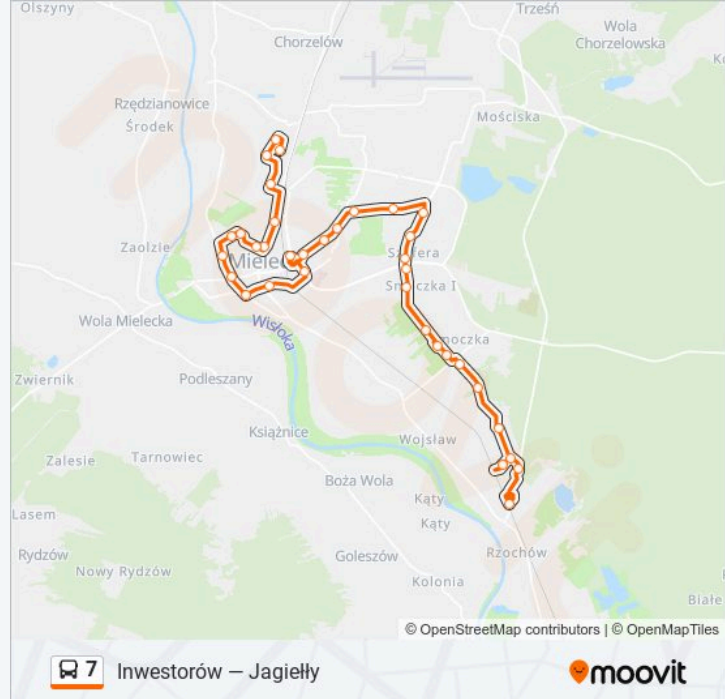 Olszyny
Trześń
Chorzelów
Wola
Chorzelowska
Rzędzianowice
Środek
Mościska
Zaolzie
Mielec
Szafera
Smoczka I
Wola Mielecka
Wisłoka
Smoczka
Zwiernik
Podleszany
Książnice
Wojsław
Zalesie
Tarnowiec
Boża Wola
Kąty
Kąty
Lasem
Rydzów
Nowy Rydzów
Goleszów
Rzochów
Kolonia
Białe
© OpenStreetMap contributors | © OpenMapTiles
7 Inwestorów — Jagiełły
moovit